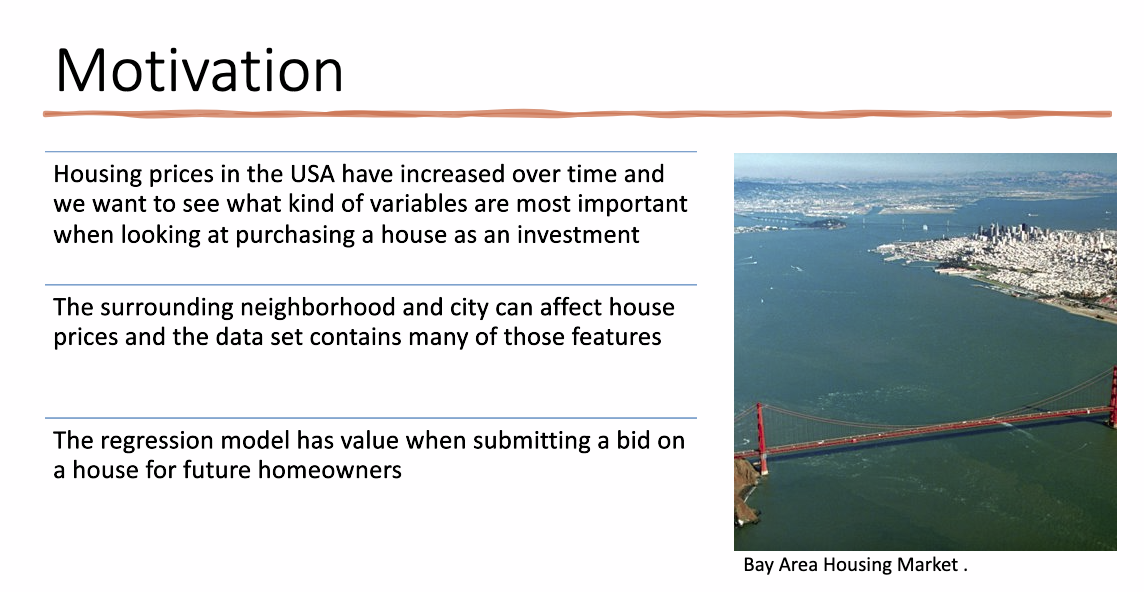 Motivation
Housing prices in the USA have increased over time and
we want to see what kind of variables are most important
when looking at purchasing a house as an investment
The surrounding neighborhood and city can affect house
prices and the data set contains many of those features
The regression model has value when submitting a bid on
a house for future homeowners
Bay Area Housing Market .